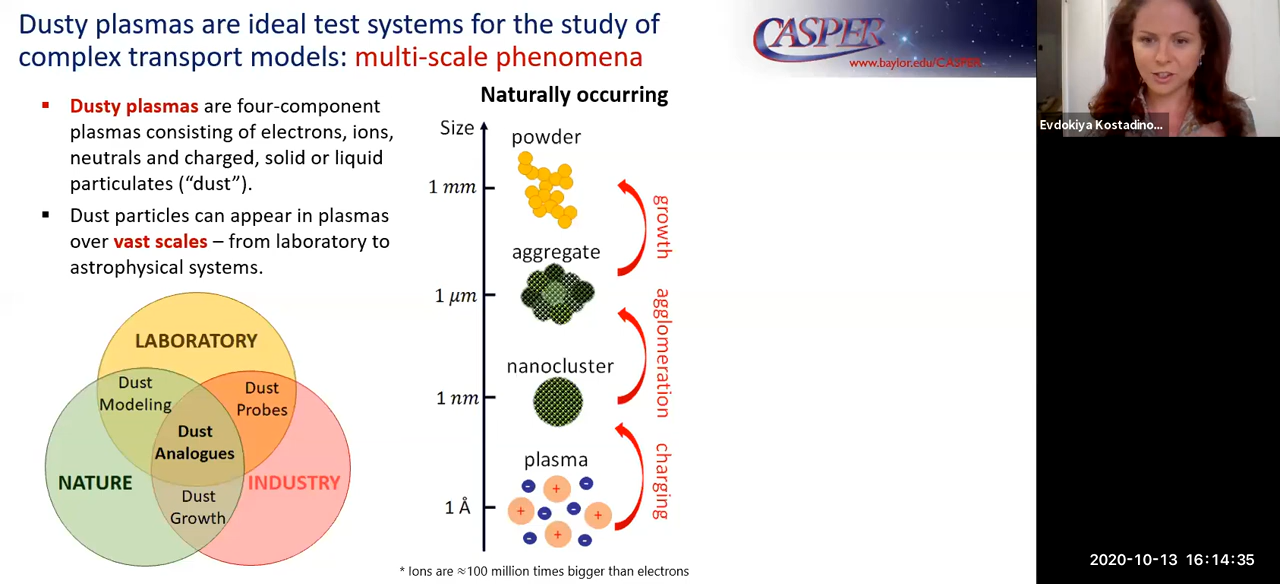 Dusty plasmas are ideal test systems for the study of
complex transport models: multi-scale phenomena
CASPER
www.baylor.edu/CASPER
Evdokiya Kostadino...
Dusty plasmas are four-component
plasmas consisting of electrons, ions,
neutrals and charged, solid or liquid
particulates (“dust”).
Dust particles can appear in plasmas
over vast scales – from laboratory to
astrophysical systems.
LABORATORY
Dust
Modeling
Dust
Probes
Dust
Analogues
NATURE
INDUSTRY
Dust
Growth
Naturally occurring
Size
powder
1 mm
growth
aggregate
1 μm
agglomeration
nanocluster
1 nm
charging
plasma
1 Å
- + - + - - + - + -
* Ions are ≈100 million times bigger than electrons
2020-10-13 16:14:35